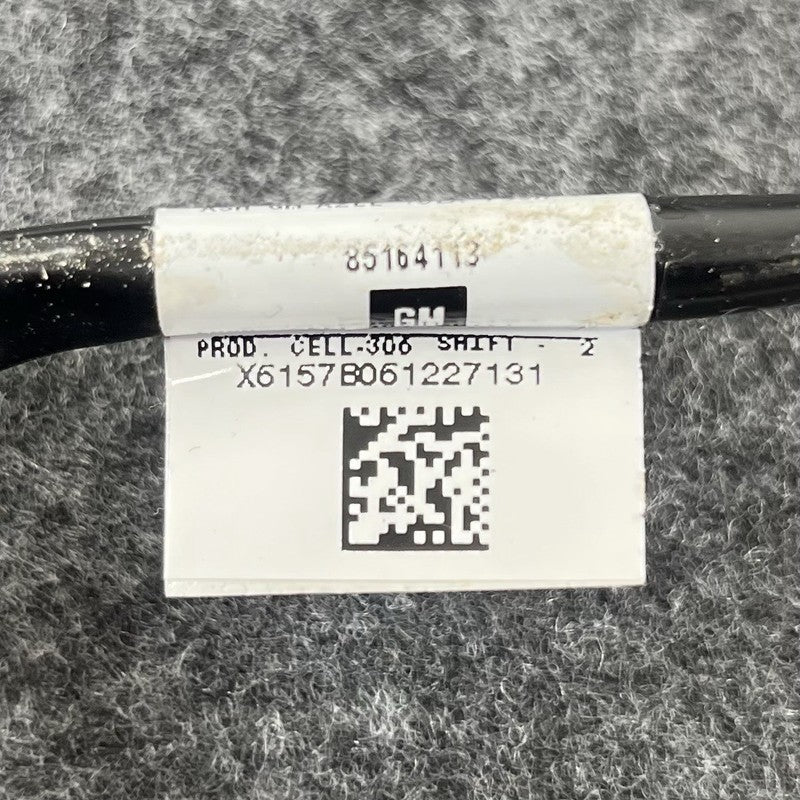 85164113
GM
PROD. CELL-306 SHIFT - 2
X6157B061227131